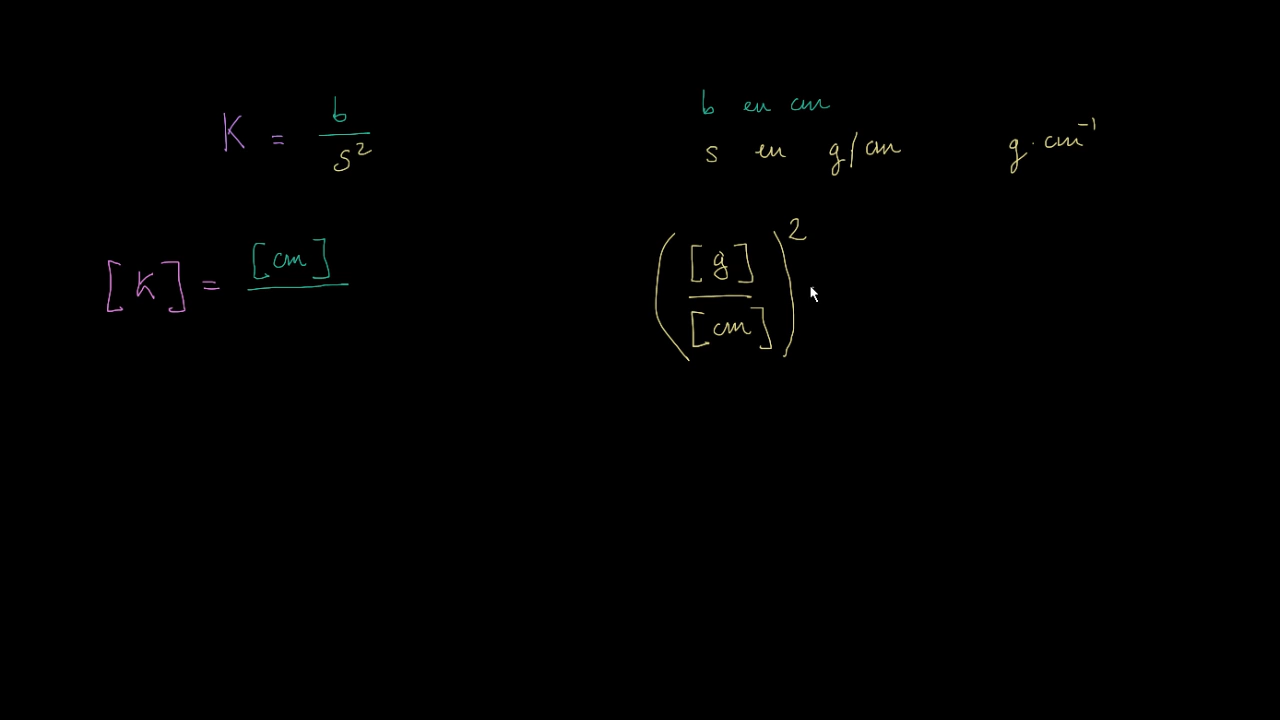 K = b / s²
b en cm
s en g/cm g · cm⁻¹
[K] = [cm] /
([g] / [cm])²